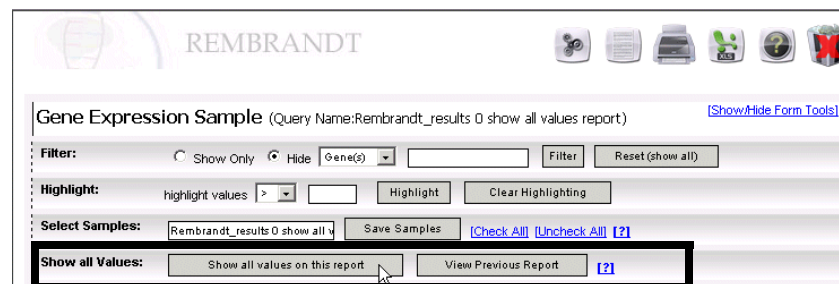 REMBRANDT
XLS
Gene Expression Sample (Query Name:Rembrandt_results 0 show all values report) [Show/Hide Form Tools]
Filter: Show Only Hide Gene(s) Filter Reset (show all)
Highlight: highlight values > Highlight Clear Highlighting
Select Samples: Rembrandt_results 0 show all v Save Samples [Check All] [Uncheck All] [?]
Show all Values: Show all values on this report View Previous Report [?]